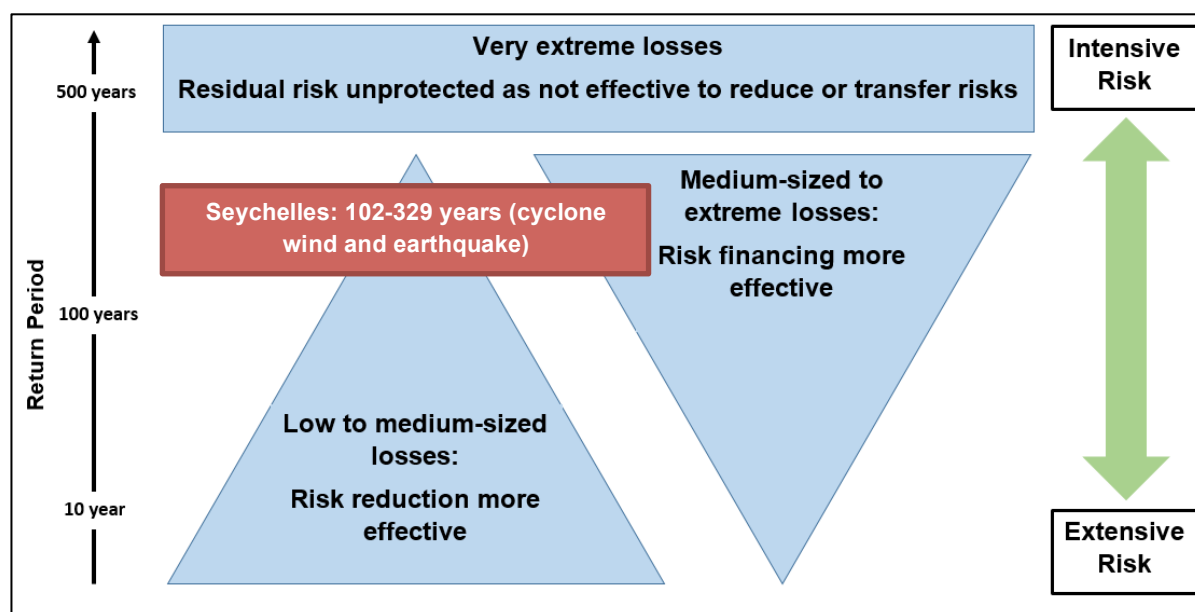 Very extreme losses
Residual risk unprotected as not effective to reduce or transfer risks
Intensive
Risk
500 years
Medium-sized to
extreme losses:
Risk financing more
effective
Seychelles: 102-329 years (cyclone
wind and earthquake)
Return Period
100 years
Low to medium-sized
losses:
Risk reduction more
effective
10 year
Extensive
Risk